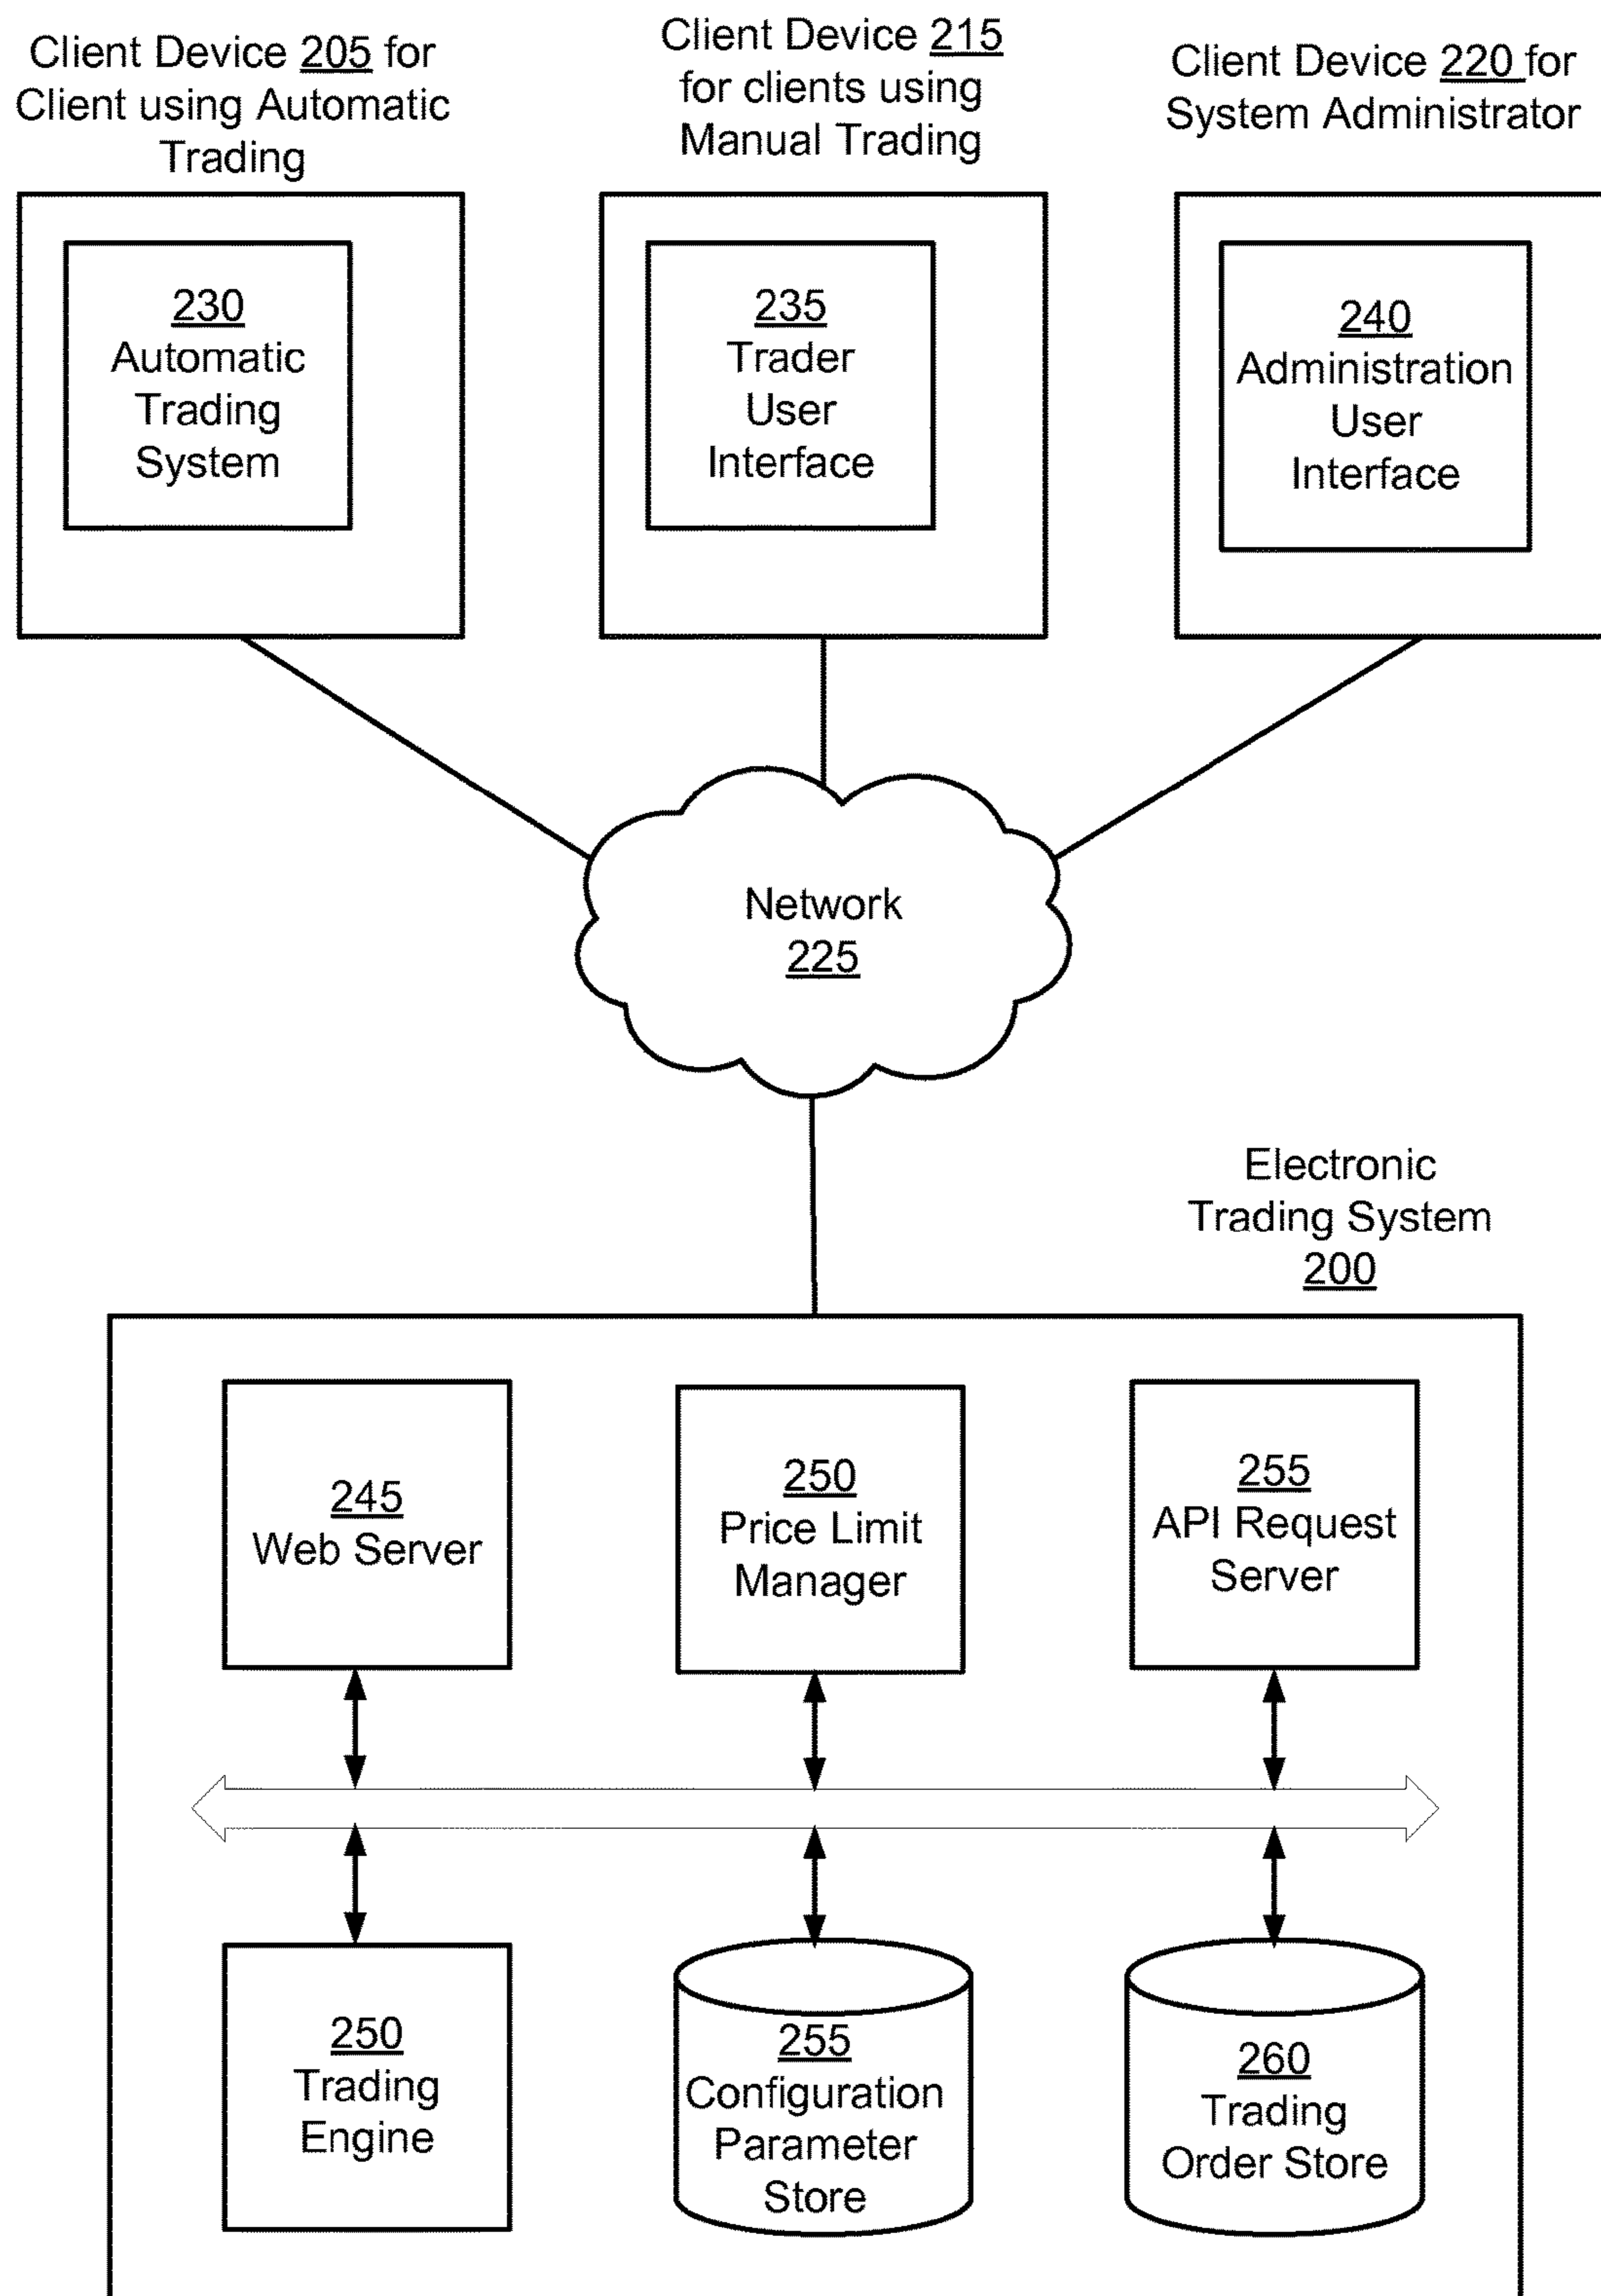 Client Device 205 for
Client using Automatic
Trading
Client Device 215
for clients using
Manual Trading
Client Device 220 for
System Administrator
230
Automatic
Trading
System
235
Trader
User
Interface
240
Administration
User
Interface
Network
225
Electronic
Trading System
200
245
Web Server
250
Price Limit
Manager
255
API Request
Server
250
Trading
Engine
255
Configuration
Parameter
Store
260
Trading
Order Store